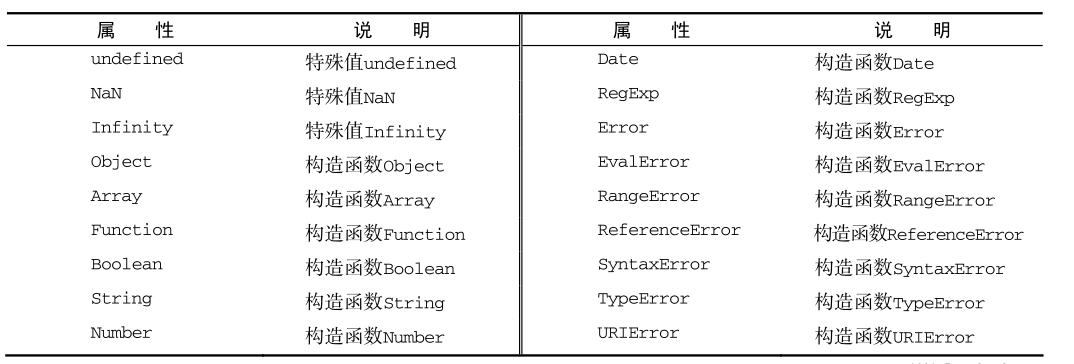 属 性 说 明 属 性 说 明
undefined 特殊值undefined Date 构造函数Date
NaN 特殊值NaN RegExp 构造函数RegExp
Infinity 特殊值Infinity Error 构造函数Error
Object 构造函数Object EvalError 构造函数EvalError
Array 构造函数Array RangeError 构造函数RangeError
Function 构造函数Function ReferenceError 构造函数ReferenceError
Boolean 构造函数Boolean SyntaxError 构造函数SyntaxError
String 构造函数String TypeError 构造函数TypeError
Number 构造函数Number URIError 构造函数URIError